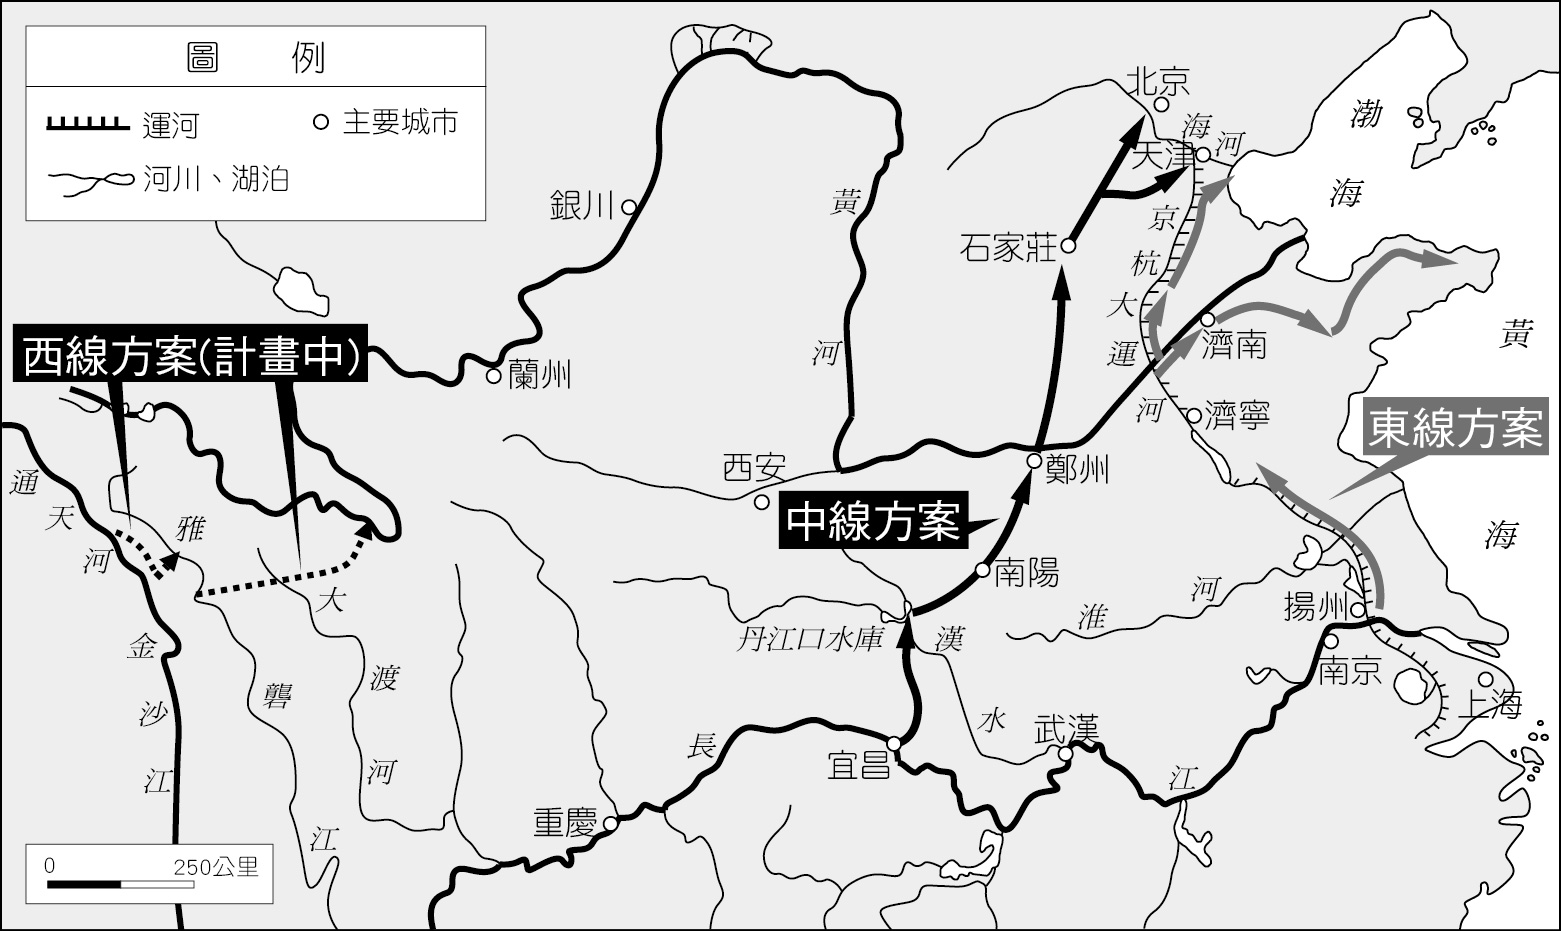 圖 例
運河
主要城市
河川、湖泊
北京
渤海
海河
天津
銀川
黃河
石家莊
京杭大運河
西線方案(計畫中)
蘭州
濟南
黃海
濟寧
東線方案
西安
鄭州
通天河
雅礱江
中線方案
南陽
大渡河
淮河
揚州
丹江口水庫
漢水
金沙江
南京
上海
武漢
長江
宜昌
重慶
0 250公里